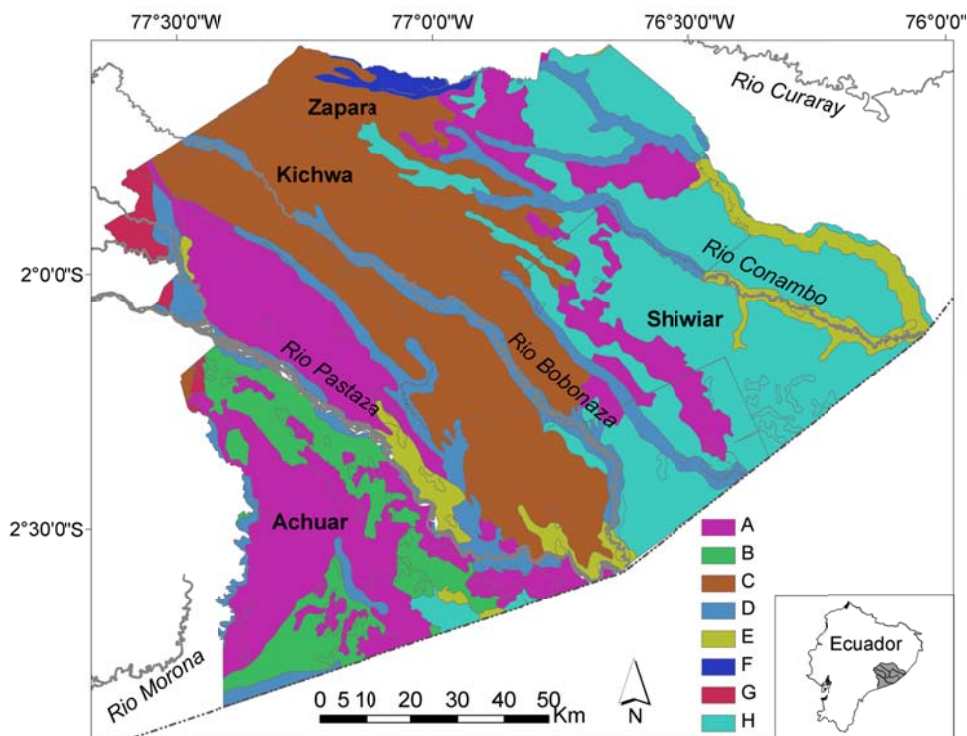 77°30'0"W
77°0'0"W
76°30'0"W
76°0'0"W
Rio Curaray
Zapara
Kichwa
2°0'0"S
Rio Conambo
Shiwiar
Rio Pastaza
Rio Bobonaza
2°30'0"S
Achuar
A
B
C
D
E
F
G
H
Ecuador
Rio Morona
0 5 10 20 30 40 50
Km
N